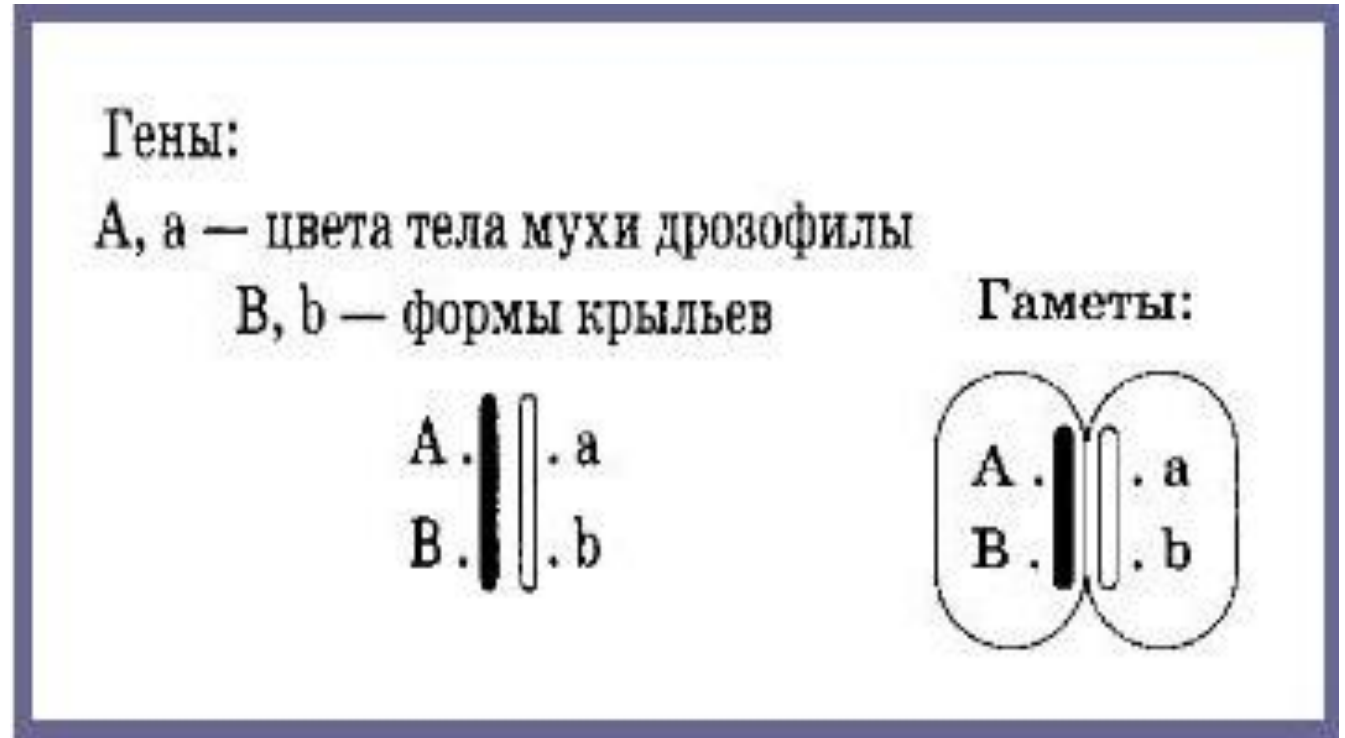 Гены:
А, а — цвета тела мухи дрозофилы
В, b — формы крыльев
Гаметы:
А . . а
В . . b
А . . а
В . . b